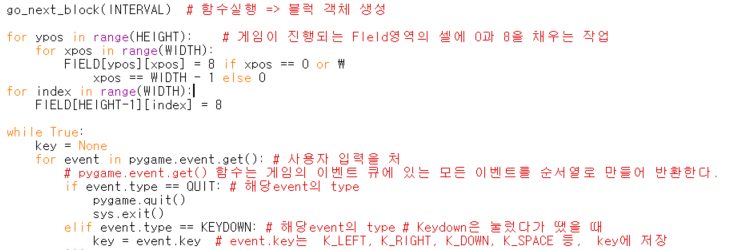 go_next_block(INTERVAL)  # 함수실행 => 블럭 객체 생성
for ypos in range(HEIGHT):    # 게임이 진행되는 Field영역의 셀에 0과 8을 채우는 작업
    for xpos in range(WIDTH):
        FIELD[ypos][xpos] = 8 if xpos == 0 or ₩
            xpos == WIDTH - 1 else 0
for index in range(WIDTH):
    FIELD[HEIGHT-1][index] = 8
while True:
    key = None
    for event in pygame.event.get(): # 사용자 입력을 처
        # pygame.event.get() 함수는 게임의 이벤트 큐에 있는 모든 이벤트를 순서열로 만들어 반환한다.
        if event.type == QUIT: # 해당event의 type
            pygame.quit()
            sys.exit()
        elif event.type == KEYDOWN: # 해당event의 type # Keydown은 눌렀다가 땠을 때
            key = event.key  # event.key는  K_LEFT, K_RIGHT, K_DOWN, K_SPACE 등,  key에 저장